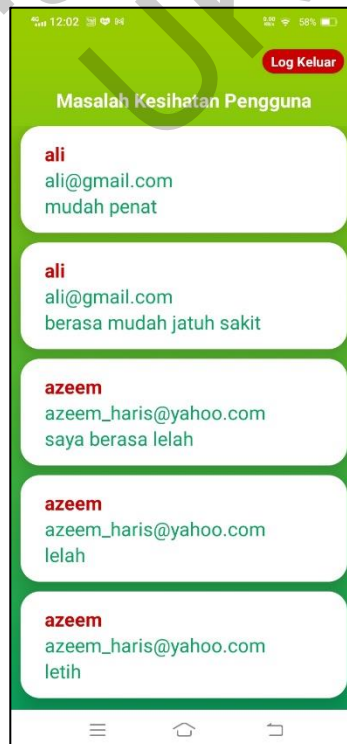 12:02 58%
Log Keluar
Masalah Kesihatan Pengguna
ali
ali@gmail.com
mudah penat
ali
ali@gmail.com
berasa mudah jatuh sakit
azeem
azeem_haris@yahoo.com
saya berasa lelah
azeem
azeem_haris@yahoo.com
lelah
azeem
azeem_haris@yahoo.com
letih